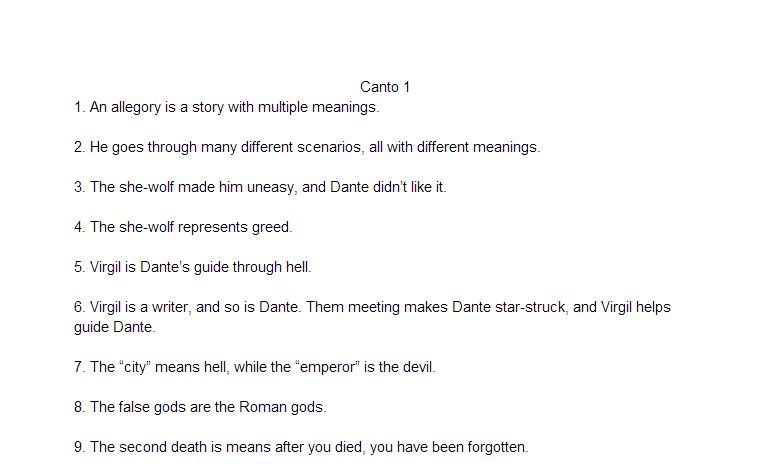 Canto 1
1. An allegory is a story with multiple meanings.
2. He goes through many different scenarios, all with different meanings.
3. The she-wolf made him uneasy, and Dante didn’t like it.
4. The she-wolf represents greed.
5. Virgil is Dante’s guide through hell.
6. Virgil is a writer, and so is Dante. Them meeting makes Dante star-struck, and Virgil helps
guide Dante.
7. The “city” means hell, while the “emperor” is the devil.
8. The false gods are the Roman gods.
9. The second death is means after you died, you have been forgotten.